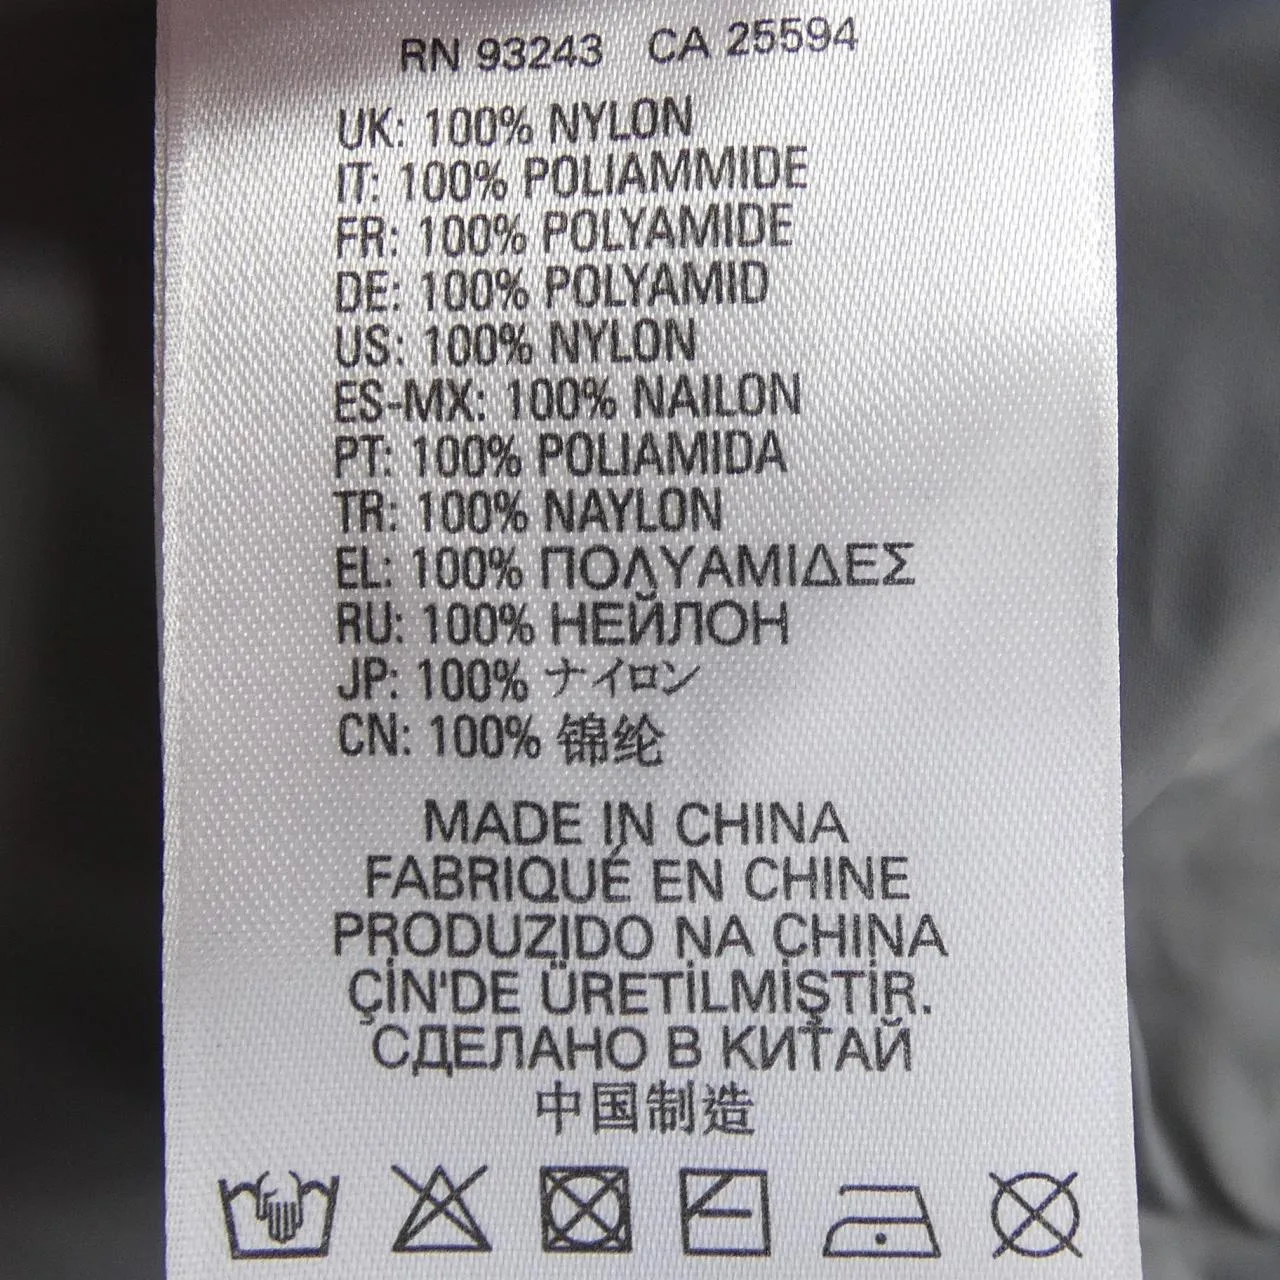 RN 93243 CA 25594
UK: 100% NYLON
IT: 100% POLIAMMIDE
FR: 100% POLYAMIDE
DE: 100% POLYAMID
US: 100% NYLON
ES-MX: 100% NAILON
PT: 100% POLIAMIDA
TR: 100% NAYLON
EL: 100% ΠΟΛΥΑΜΙΔΕΣ
RU: 100% НЕЙЛОН
JP: 100% ナイロン
CN: 100% 锦纶
MADE IN CHINA
FABRIQUÉ EN CHINE
PRODUZIDO NA CHINA
ÇİN'DE ÜRETİLMİŞTİR.
СДЕЛАНО В КИТАЙ
中国制造